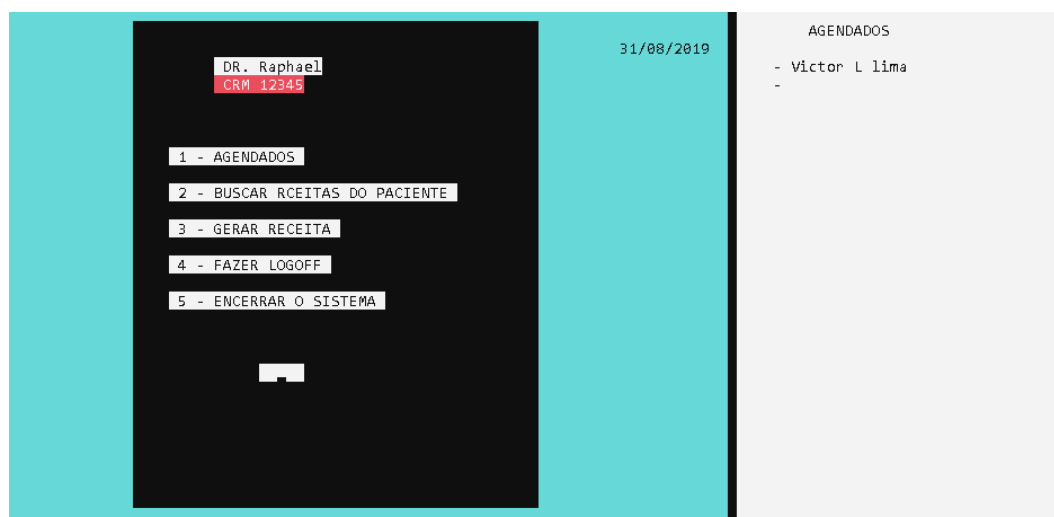 DR. Raphael
CRM 12345
1 - AGENDADOS
2 - BUSCAR RCEITAS DO PACIENTE
3 - GERAR RECEITA
4 - FAZER LOGOFF
5 - ENCERRAR O SISTEMA
31/08/2019
AGENDADOS
- Victor L lima
-